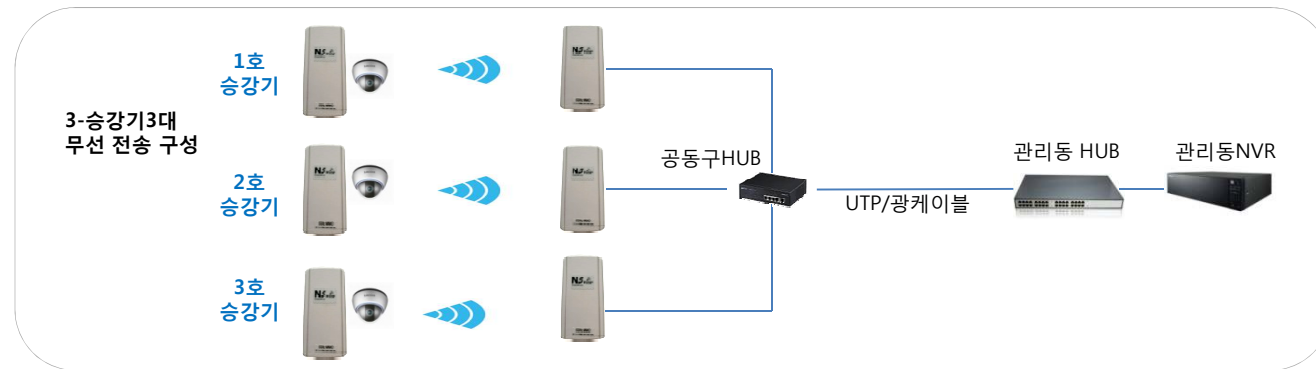 3-승강기3대
무선 전송 구성
1호
승강기
2호
승강기
3호
승강기
공동구HUB
UTP/광케이블
관리동 HUB
관리동NVR